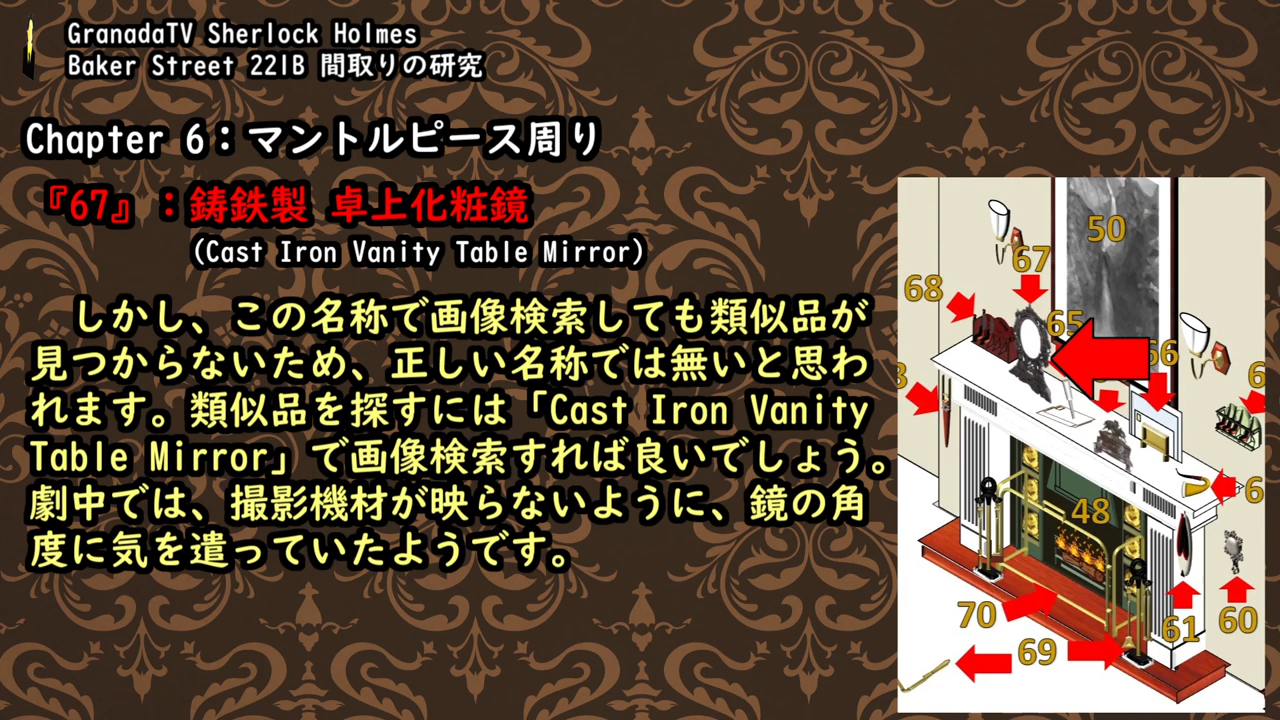 GranadaTV Sherlock Holmes
Baker Street 221B 間取りの研究
Chapter 6：マントルピース周り
『67』：鋳鉄製 卓上化粧鏡
(Cast Iron Vanity Table Mirror)
しかし、この名称で画像検索しても類似品が
見つからないため、正しい名称では無いと思わ
れます。類似品を探すには「Cast Iron Vanity
Table Mirror」で画像検索すれば良いでしょう。
劇中では、撮影機材が映らないように、鏡の角
度に気を遣っていたようです。
50
67
68
65
66
48
70
69
61
60